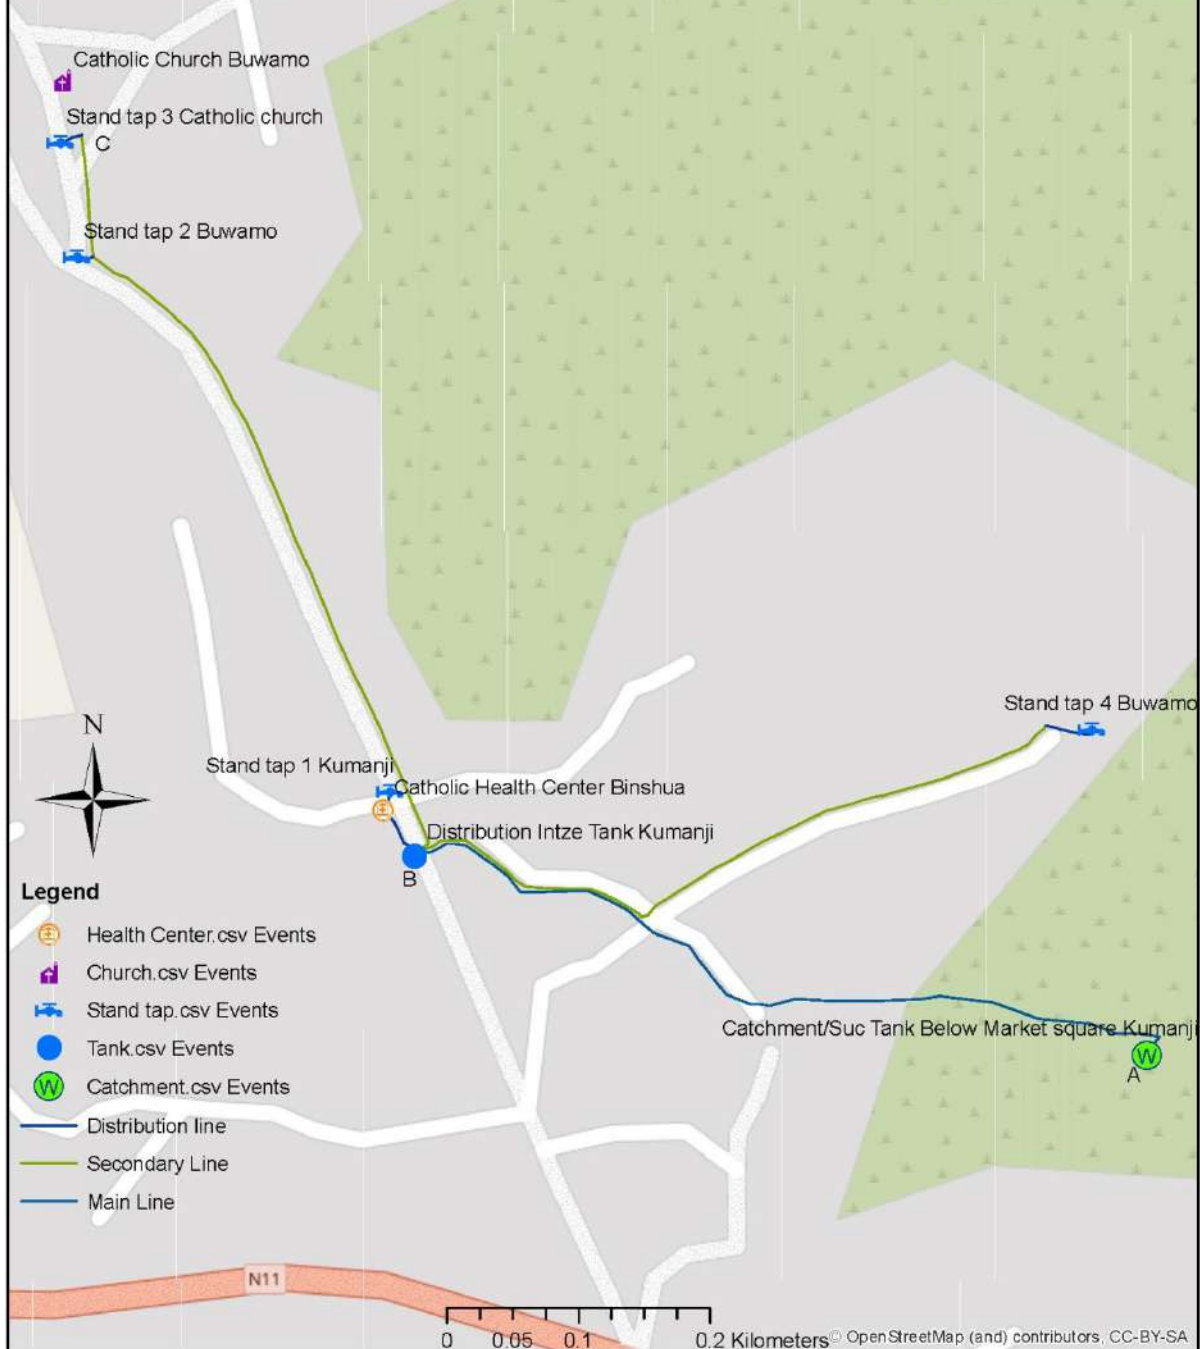 Catholic Church Buwamo
Stand tap 3 Catholic church
C
Stand tap 2 Buwamo
Stand tap 4 Buwamo
N
Stand tap 1 Kumanji
Catholic Health Center Binshua
Distribution Intze Tank Kumanji
B
Legend
Health Center.csv Events
Church.csv Events
Stand tap.csv Events
Tank.csv Events
W Catchment.csv Events
Distribution line
Secondary Line
Main Line
Catchment/Suc Tank Below Market square Kumanji
W
A
N11
0 0.05 0.1 0.2 Kilometers
© OpenStreetMap (and) contributors, CC-BY-SA